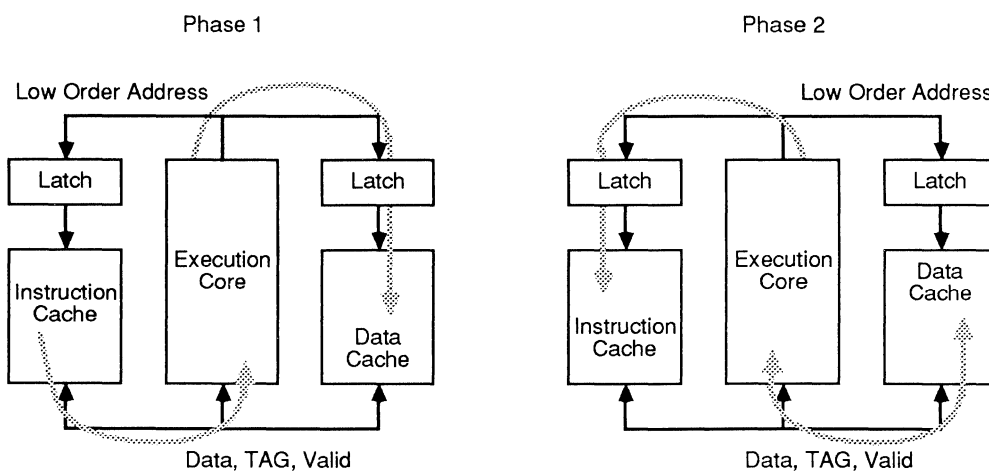 Phase 1
Phase 2
Low Order Address
Low Order Address
Latch
Latch
Latch
Latch
Instruction
Cache
Execution
Core
Data
Cache
Instruction
Cache
Execution
Core
Data
Cache
Data, TAG, Valid
Data, TAG, Valid